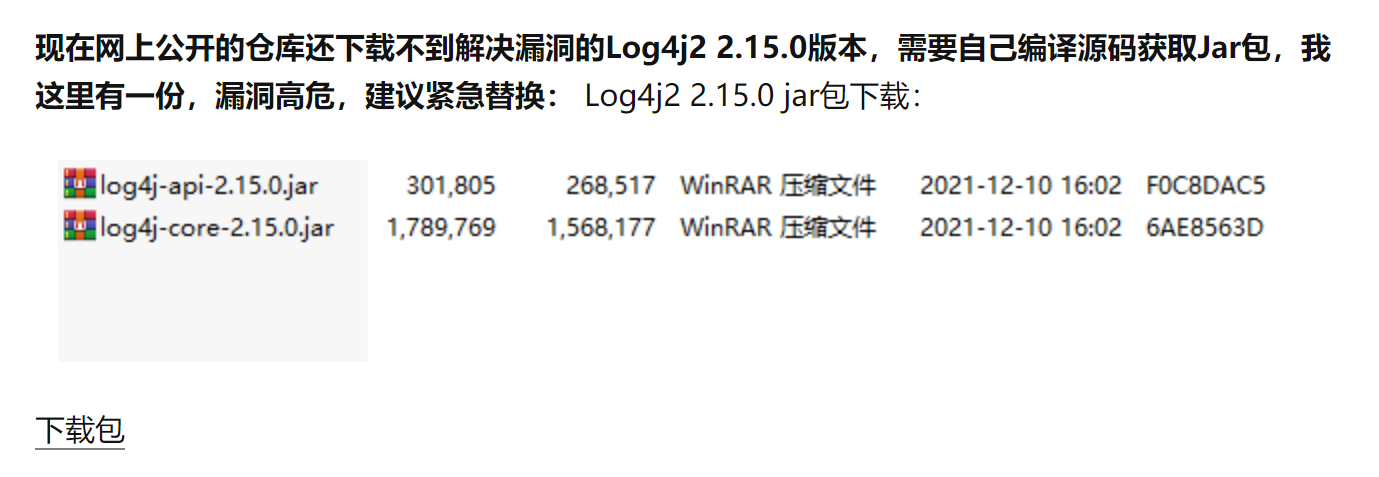 现在网上公开的仓库还下载不到解决漏洞的Log4j2 2.15.0版本，需要自己编译源码获取Jar包，我
这里有一份，漏洞高危，建议紧急替换： Log4j2 2.15.0 jar包下载：
log4j-api-2.15.0.jar 301,805 268,517 WinRAR 压缩文件 2021-12-10 16:02 F0C8DAC5
log4j-core-2.15.0.jar 1,789,769 1,568,177 WinRAR 压缩文件 2021-12-10 16:02 6AE8563D
下载包